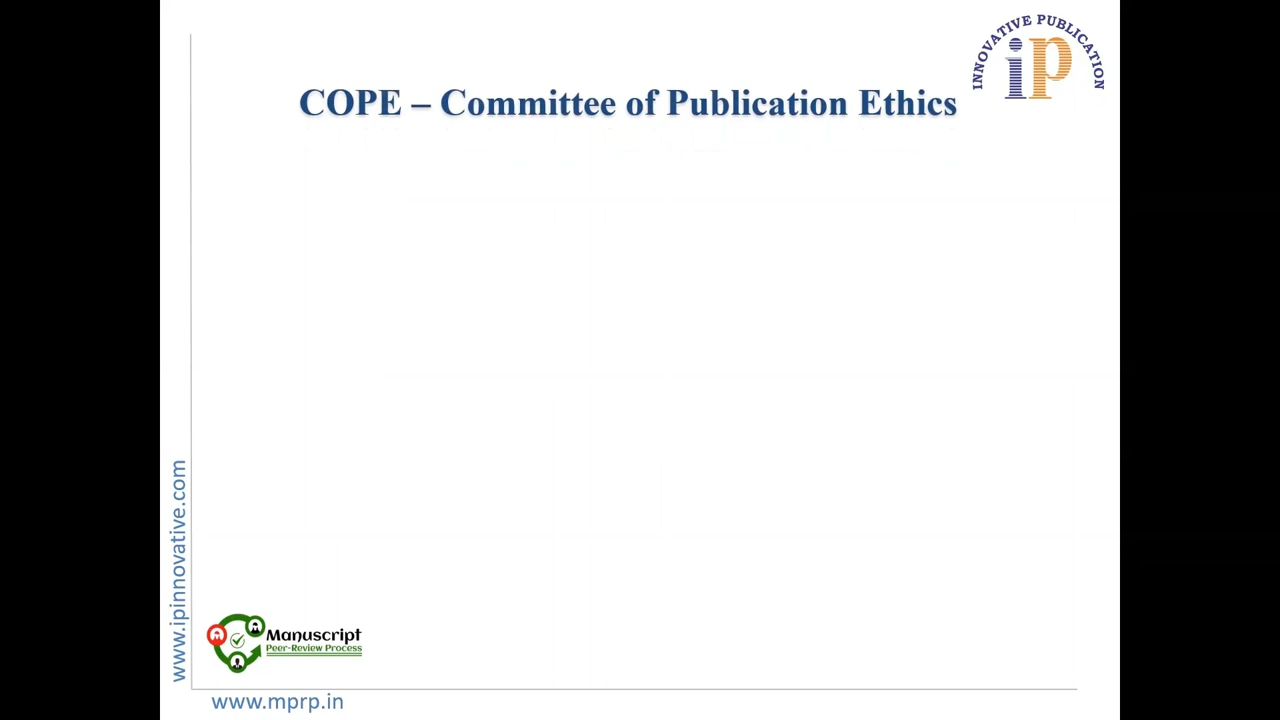 INNOVATIVE PUBLICATION
ip
COPE – Committee of Publication Ethics
www.ipinnovative.com
Manuscript
Peer-Review Process
www.mprp.in